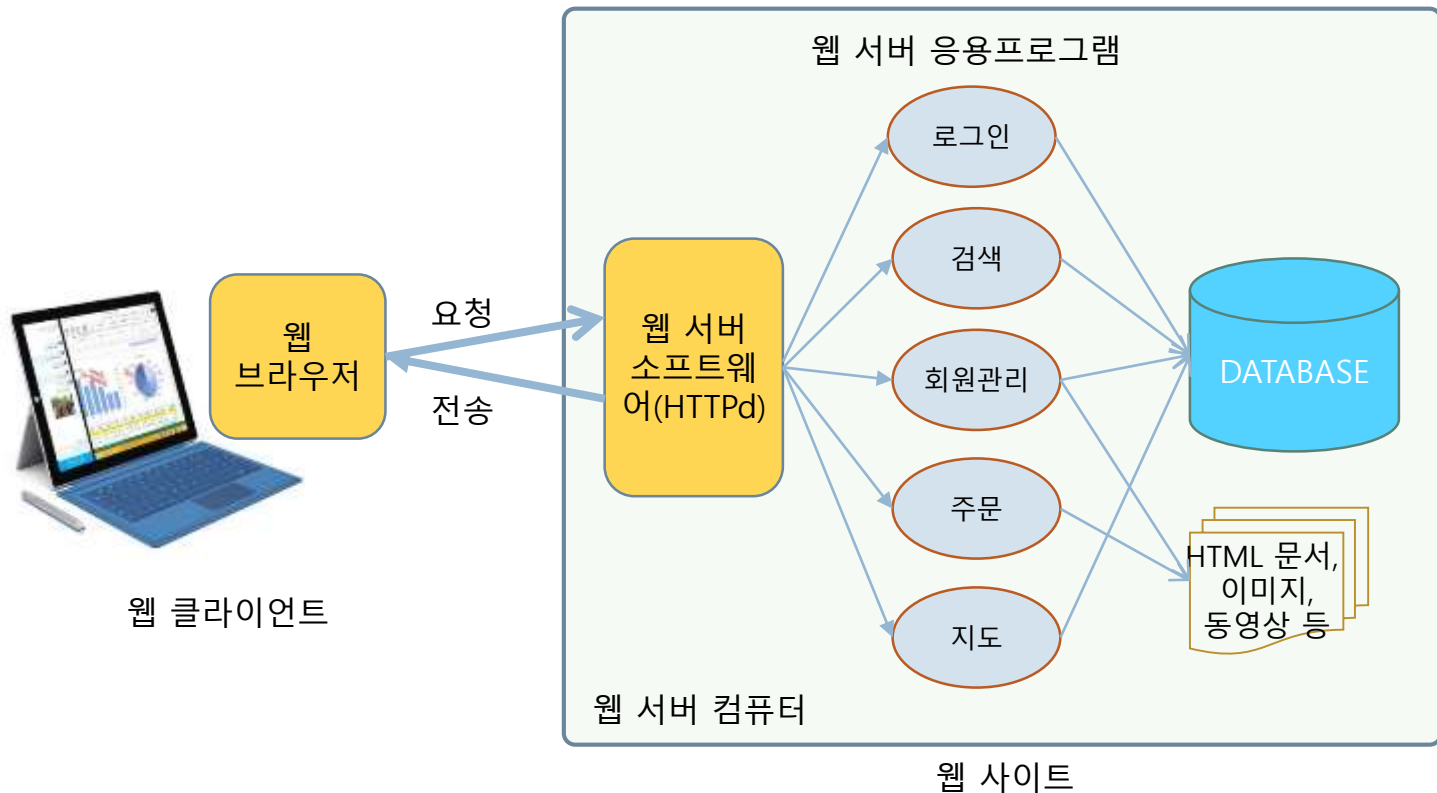 웹 서버 응용프로그램
로그인
검색
웹
브라우저
요청
전송
웹 서버
소프트웨
어(HTTPd)
회원관리
DATABASE
주문
HTML 문서,
이미지,
동영상 등
지도
웹 클라이언트
웹 서버 컴퓨터
웹 사이트